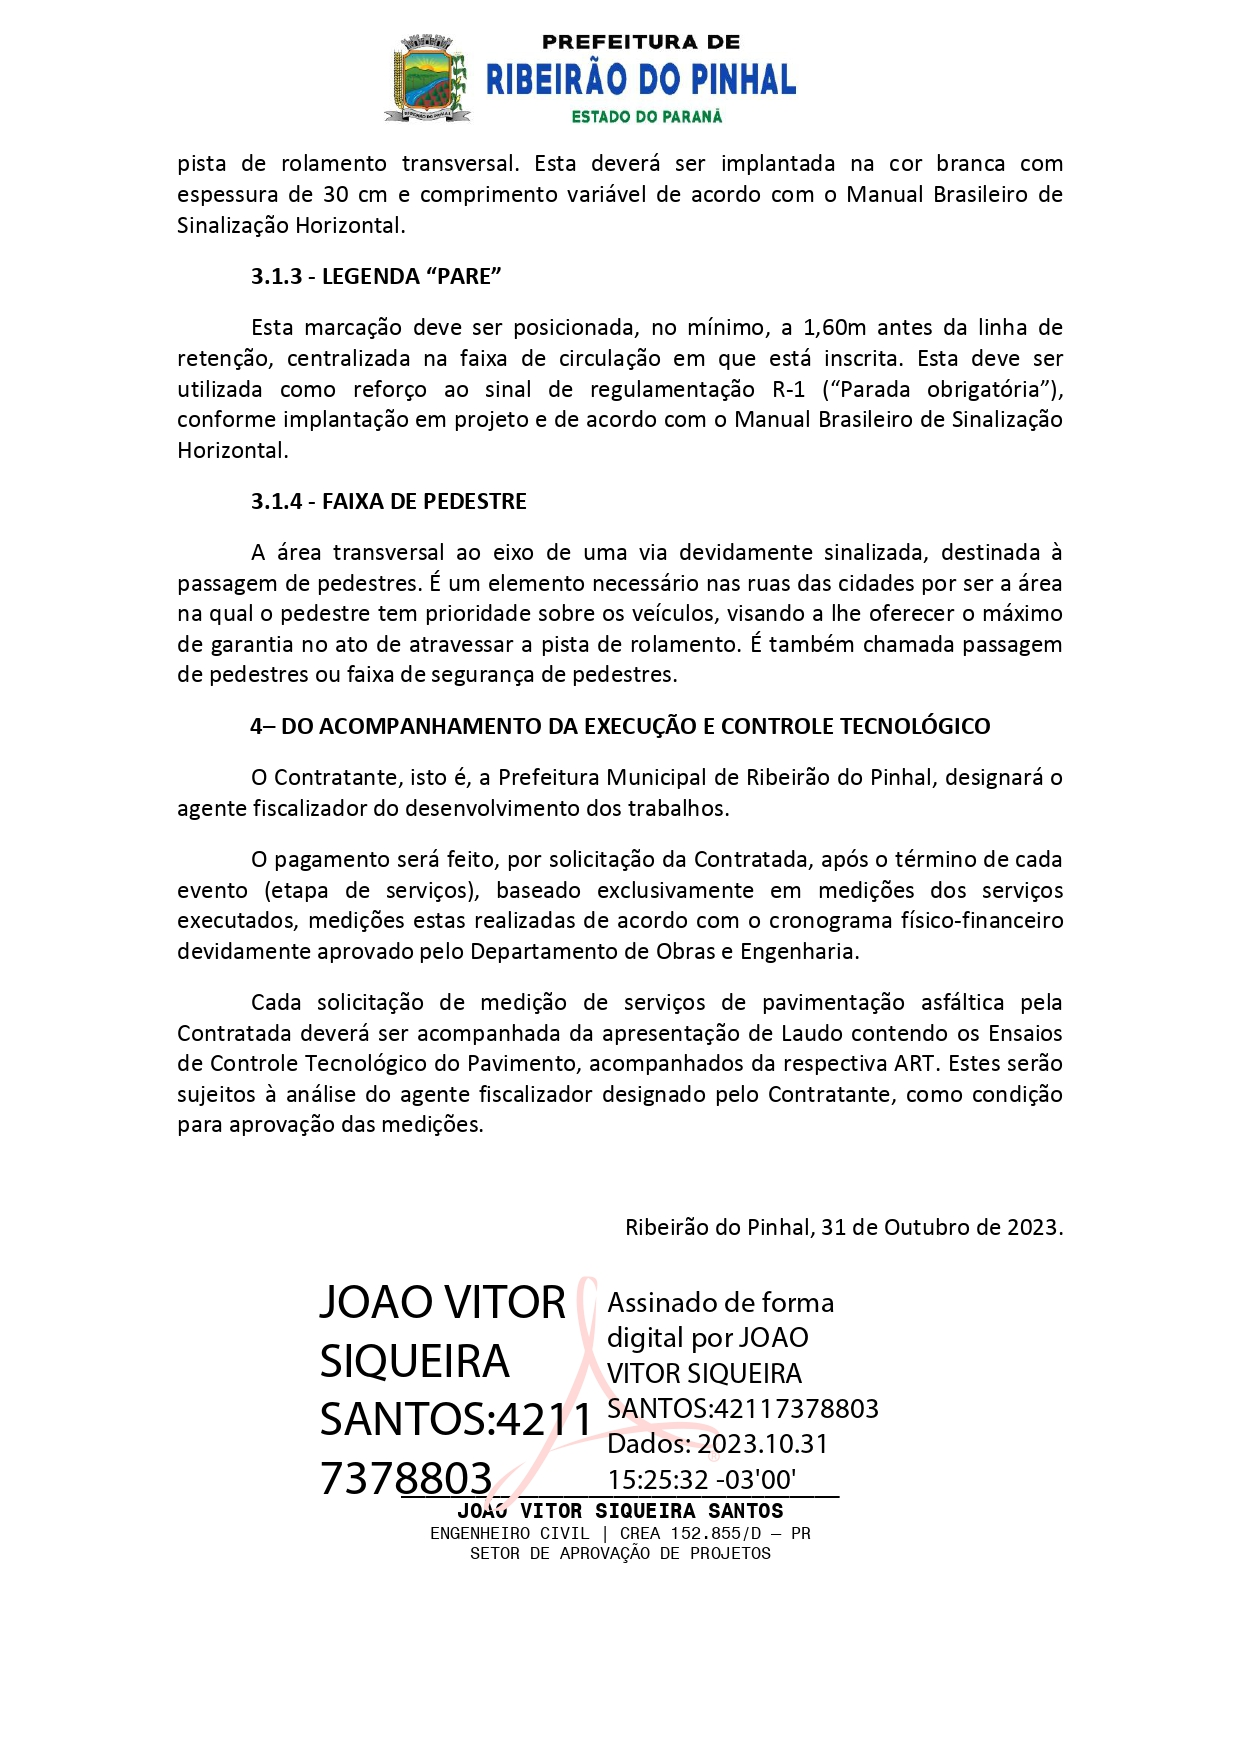 PREFEITURA DE
RIBEIRÃO DO PINHAL
ESTADO DO PARANÁ
RIBEIRÃO DO PINHAL
pista de rolamento transversal. Esta deverá ser implantada na cor branca com
espessura de 30 cm e comprimento variável de acordo com o Manual Brasileiro de
Sinalização Horizontal.
3.1.3 - LEGENDA “PARE”
Esta marcação deve ser posicionada, no mínimo, a 1,60m antes da linha de
retenção, centralizada na faixa de circulação em que está inscrita. Esta deve ser
utilizada como reforço ao sinal de regulamentação R-1 (“Parada obrigatória”),
conforme implantação em projeto e de acordo com o Manual Brasileiro de Sinalização
Horizontal.
3.1.4 - FAIXA DE PEDESTRE
A área transversal ao eixo de uma via devidamente sinalizada, destinada à
passagem de pedestres. É um elemento necessário nas ruas das cidades por ser a área
na qual o pedestre tem prioridade sobre os veículos, visando a lhe oferecer o máximo
de garantia no ato de atravessar a pista de rolamento. É também chamada passagem
de pedestres ou faixa de segurança de pedestres.
4– DO ACOMPANHAMENTO DA EXECUÇÃO E CONTROLE TECNOLÓGICO
O Contratante, isto é, a Prefeitura Municipal de Ribeirão do Pinhal, designará o
agente fiscalizador do desenvolvimento dos trabalhos.
O pagamento será feito, por solicitação da Contratada, após o término de cada
evento (etapa de serviços), baseado exclusivamente em medições dos serviços
executados, medições estas realizadas de acordo com o cronograma físico-financeiro
devidamente aprovado pelo Departamento de Obras e Engenharia.
Cada solicitação de medição de serviços de pavimentação asfáltica pela
Contratada deverá ser acompanhada da apresentação de Laudo contendo os Ensaios
de Controle Tecnológico do Pavimento, acompanhados da respectiva ART. Estes serão
sujeitos à análise do agente fiscalizador designado pelo Contratante, como condição
para aprovação das medições.
Ribeirão do Pinhal, 31 de Outubro de 2023.
JOAO VITOR
SIQUEIRA
SANTOS:4211
7378803
Assinado de forma
digital por JOAO
VITOR SIQUEIRA
SANTOS:42117378803
Dados: 2023.10.31
15:25:32 -03'00'
JOAO VITOR SIQUEIRA SANTOS
ENGENHEIRO CIVIL | CREA 152.855/D – PR
SETOR DE APROVAÇÃO DE PROJETOS